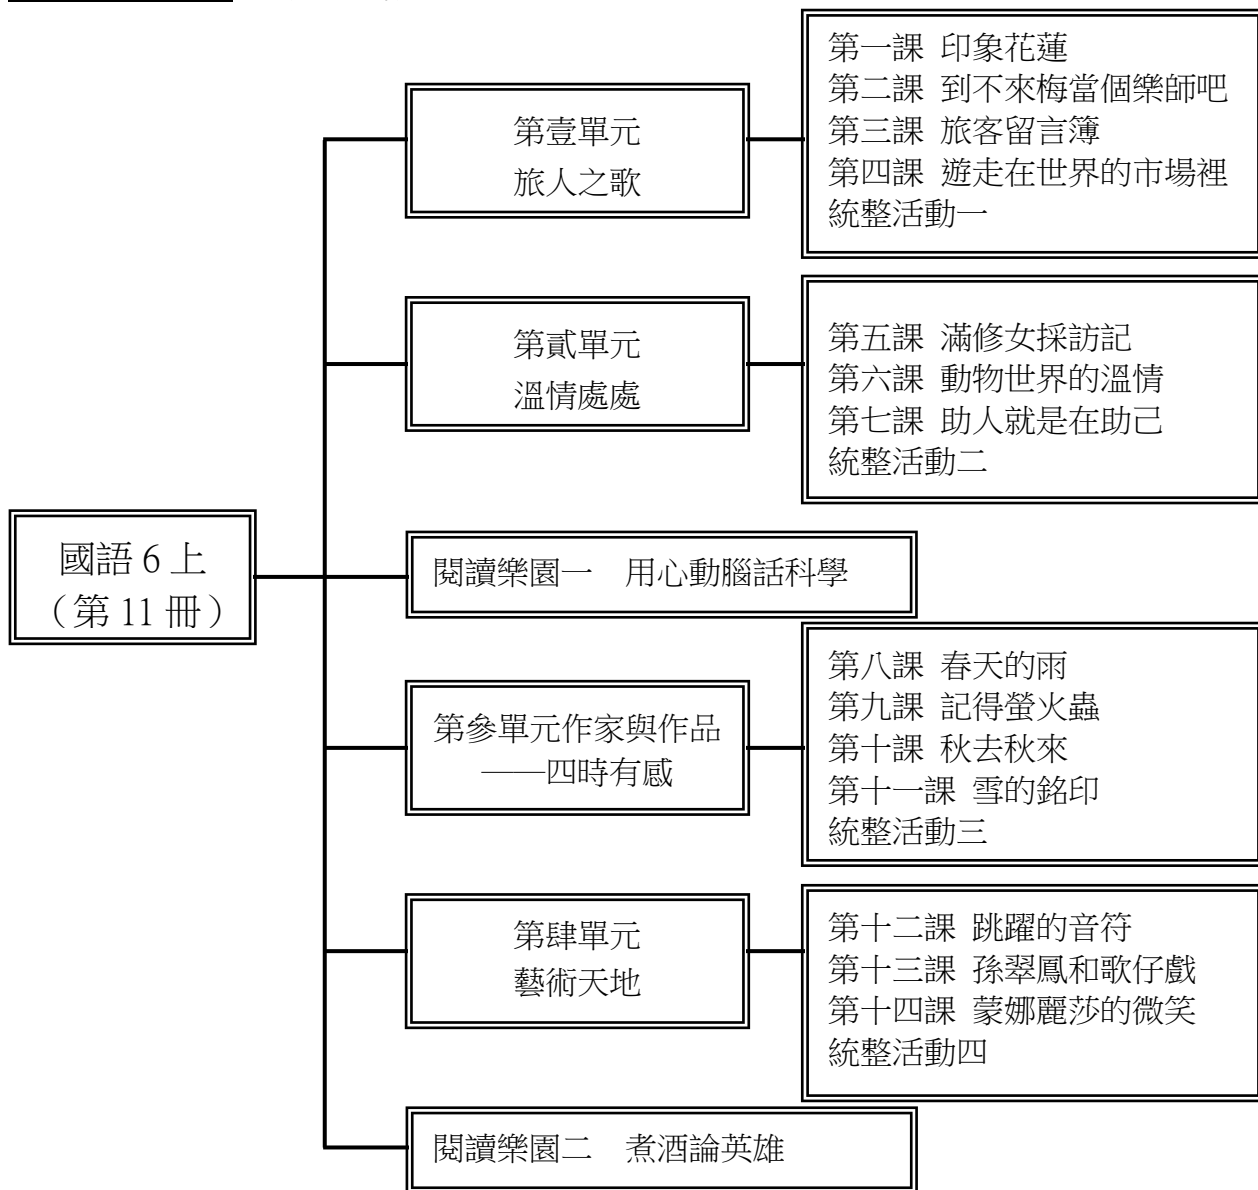 國語 6 上
（第 11 冊）
第壹單元
旅人之歌
第一課 印象花蓮
第二課 到不來梅當個樂師吧
第三課 旅客留言簿
第四課 遊走在世界的市場裡
統整活動一
第貳單元
溫情處處
第五課 滿修女採訪記
第六課 動物世界的溫情
第七課 助人就是在助己
統整活動二
閱讀樂園一 用心動腦話科學
第參單元作家與作品
——四時有感
第八課 春天的雨
第九課 記得螢火蟲
第十課 秋去秋來
第十一課 雪的銘印
統整活動三
第肆單元
藝術天地
第十二課 跳躍的音符
第十三課 孫翠鳳和歌仔戲
第十四課 蒙娜麗莎的微笑
統整活動四
閱讀樂園二 煮酒論英雄